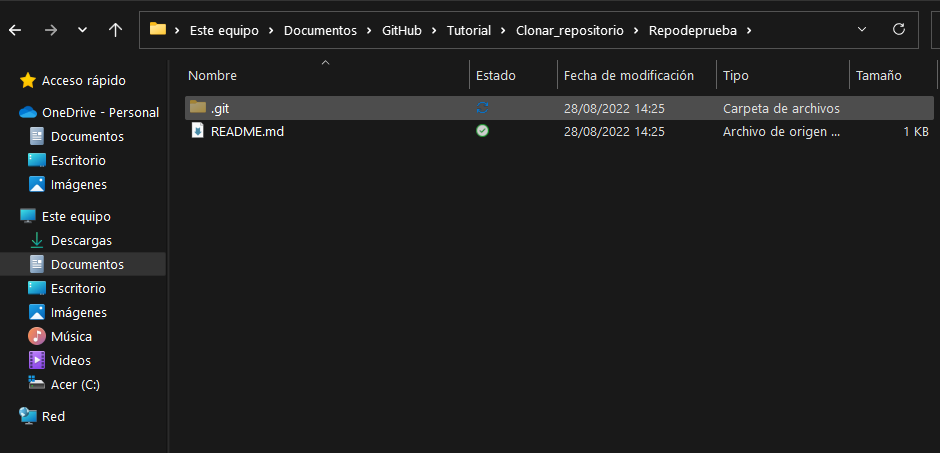 Este equipo > Documentos > GitHub > Tutorial > Clonar_repositorio > Repodeprueba >
Acceso rápido
OneDrive - Personal
Documentos
Escritorio
Imágenes
Este equipo
Descargas
Documentos
Escritorio
Imágenes
Música
Videos
Acer (C:)
Red
Nombre Estado Fecha de modificación Tipo Tamaño
.git 28/08/2022 14:25 Carpeta de archivos
README.md 28/08/2022 14:25 Archivo de origen ... 1 KB